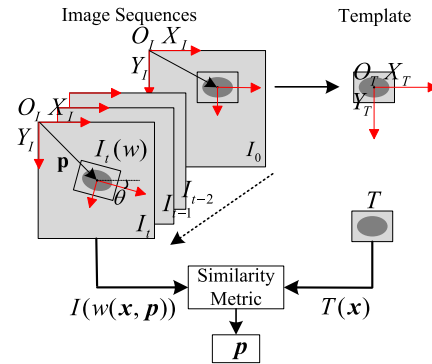 Image Sequences
Template
O_I X_I
Y_I
I_0
O_T X_T
Y_T
O_I X_I
Y_I
p
I_t(w)
θ
I_t
I_{t-1}
I_{t-2}
T
Similarity
Metric
I(w(x, p))
T(x)
p